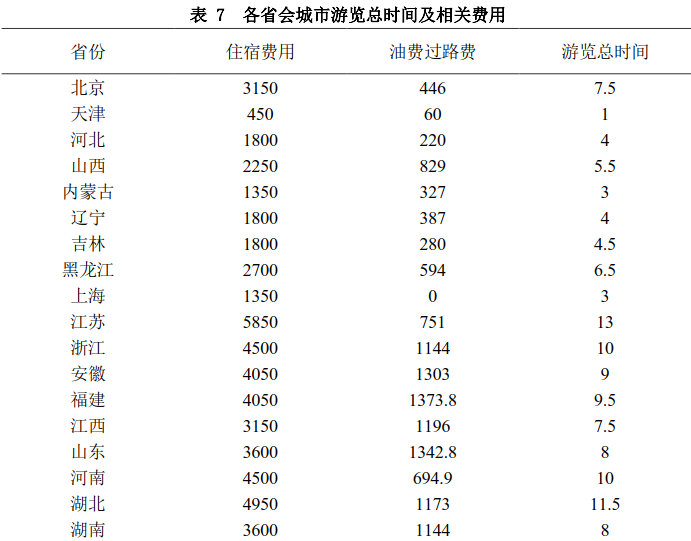 表 7 各省会城市游览总时间及相关费用
省份 住宿费用 油费过路费 游览总时间
北京 3150 446 7.5
天津 450 60 1
河北 1800 220 4
山西 2250 829 5.5
内蒙古 1350 327 3
辽宁 1800 387 4
吉林 1800 280 4.5
黑龙江 2700 594 6.5
上海 1350 0 3
江苏 5850 751 13
浙江 4500 1144 10
安徽 4050 1303 9
福建 4050 1373.8 9.5
江西 3150 1196 7.5
山东 3600 1342.8 8
河南 4500 694.9 10
湖北 4950 1173 11.5
湖南 3600 1144 8